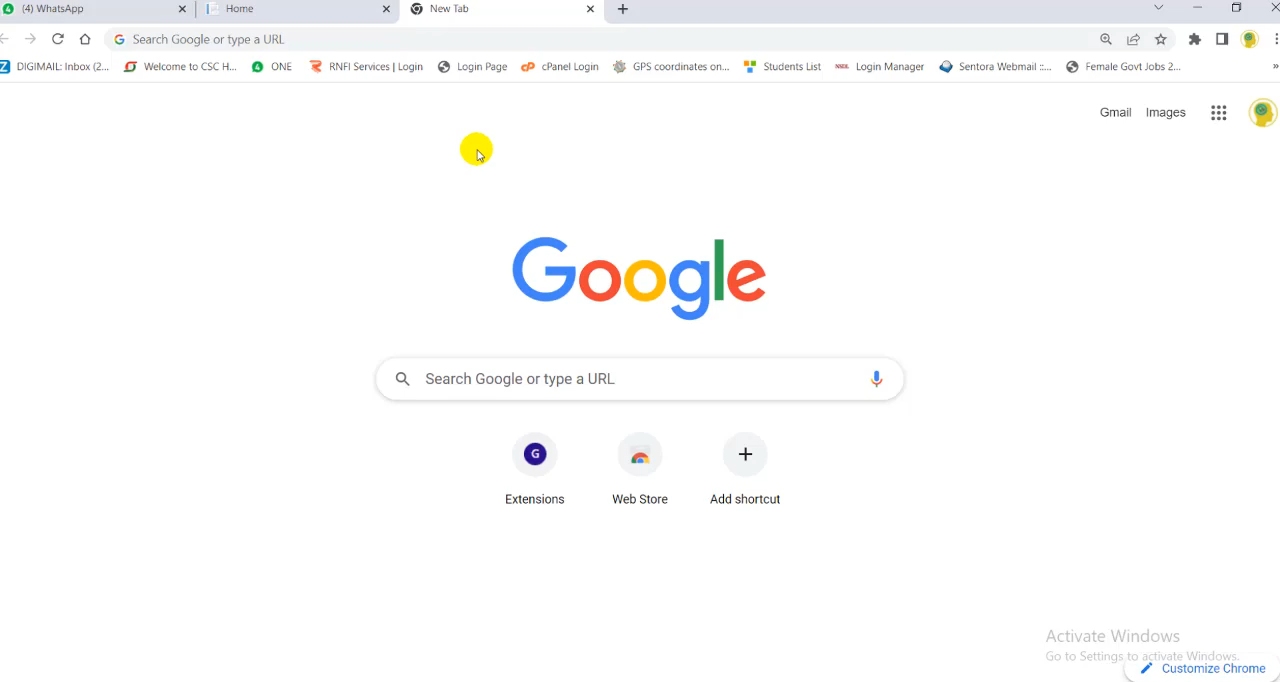 (4) WhatsApp
Home
New Tab
Search Google or type a URL
DIGIMAIL: Inbox (2...
Welcome to CSC H...
ONE
RNFI Services | Login
Login Page
cPanel Login
GPS coordinates on...
Students List
Login Manager
Sentora Webmail ::...
Female Govt Jobs 2...
»
Gmail
Images
Google
Search Google or type a URL
G
Extensions
Web Store
Add shortcut
Activate Windows
Go to Settings to activate Windows.
Customize Chrome